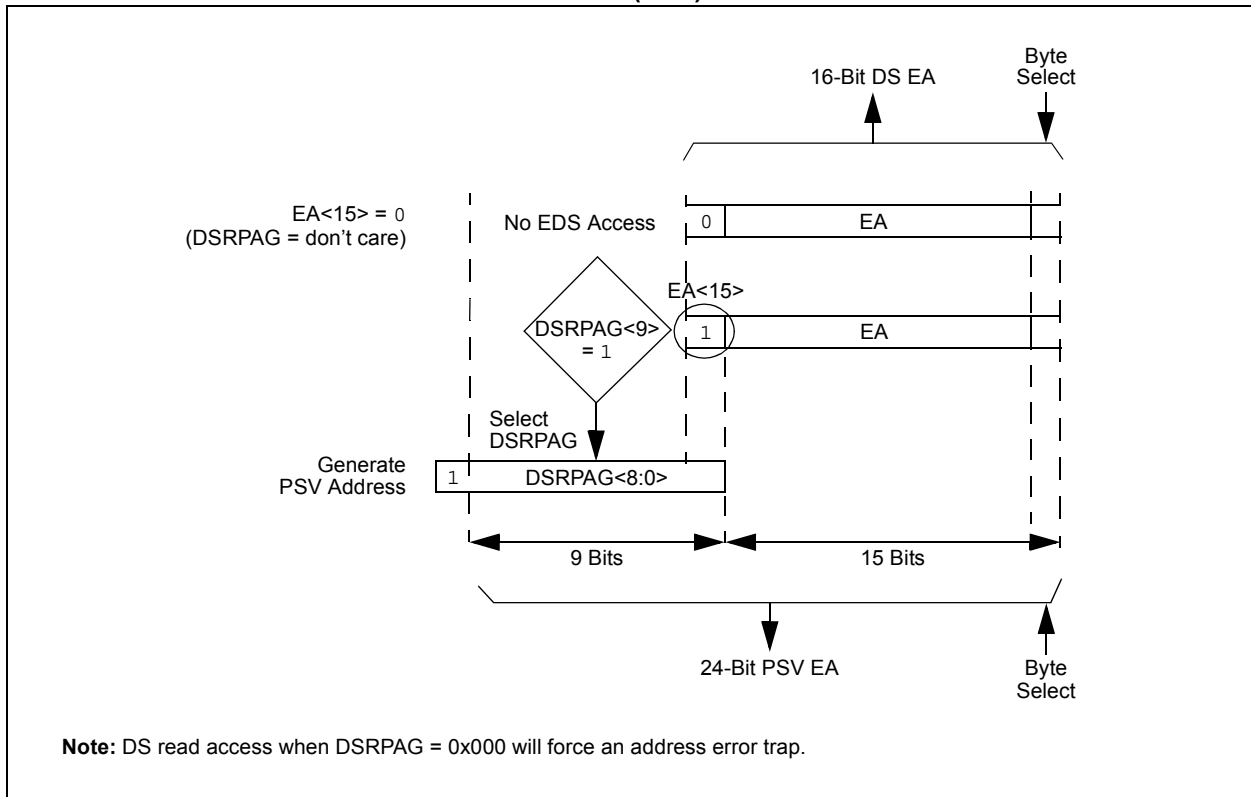 16-Bit DS EA
Byte
Select
EA<15> = 0
(DSRPAG = don't care)
No EDS Access
0
EA
EA<15>
DSRPAG<9>
= 1
1
EA
Select
DSRPAG
Generate
PSV Address
1
DSRPAG<8:0>
9 Bits
15 Bits
24-Bit PSV EA
Byte
Select
Note: DS read access when DSRPAG = 0x000 will force an address error trap.